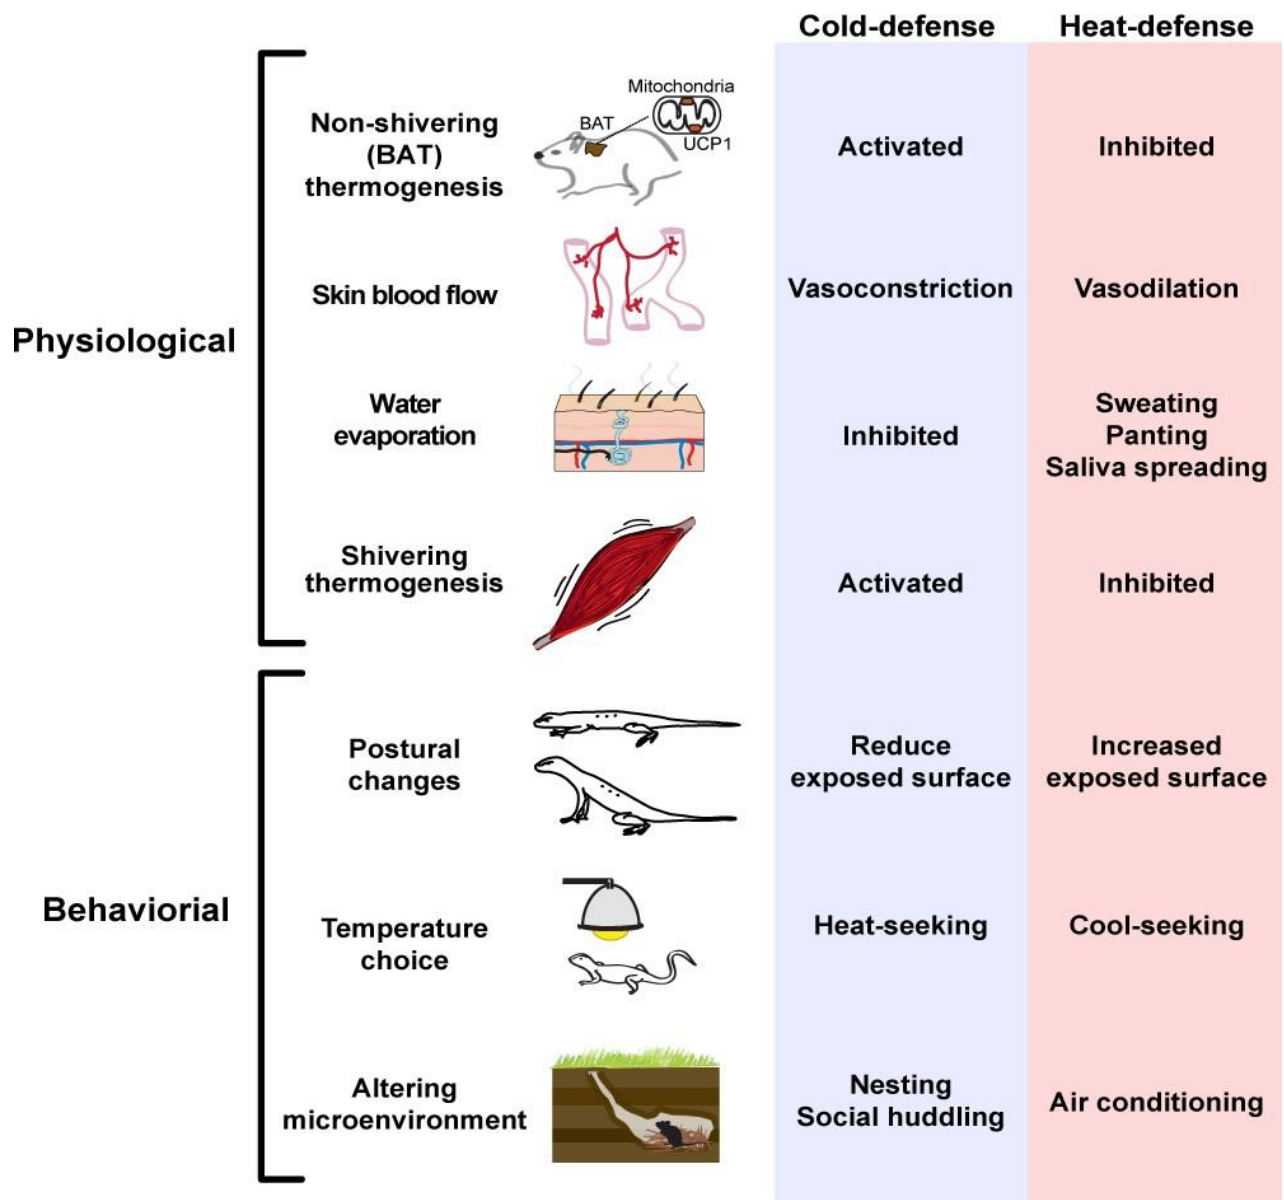 Cold-defense
Heat-defense
Physiological
Non-shivering
(BAT)
thermogenesis
BAT
Mitochondria
UCP1
Activated
Inhibited
Skin blood flow
Vasoconstriction
Vasodilation
Water
evaporation
Inhibited
Sweating
Panting
Saliva spreading
Shivering
thermogenesis
Activated
Inhibited
Behaviorial
Postural
changes
Reduce
exposed surface
Increased
exposed surface
Temperature
choice
Heat-seeking
Cool-seeking
Altering
microenvironment
Nesting
Social huddling
Air conditioning